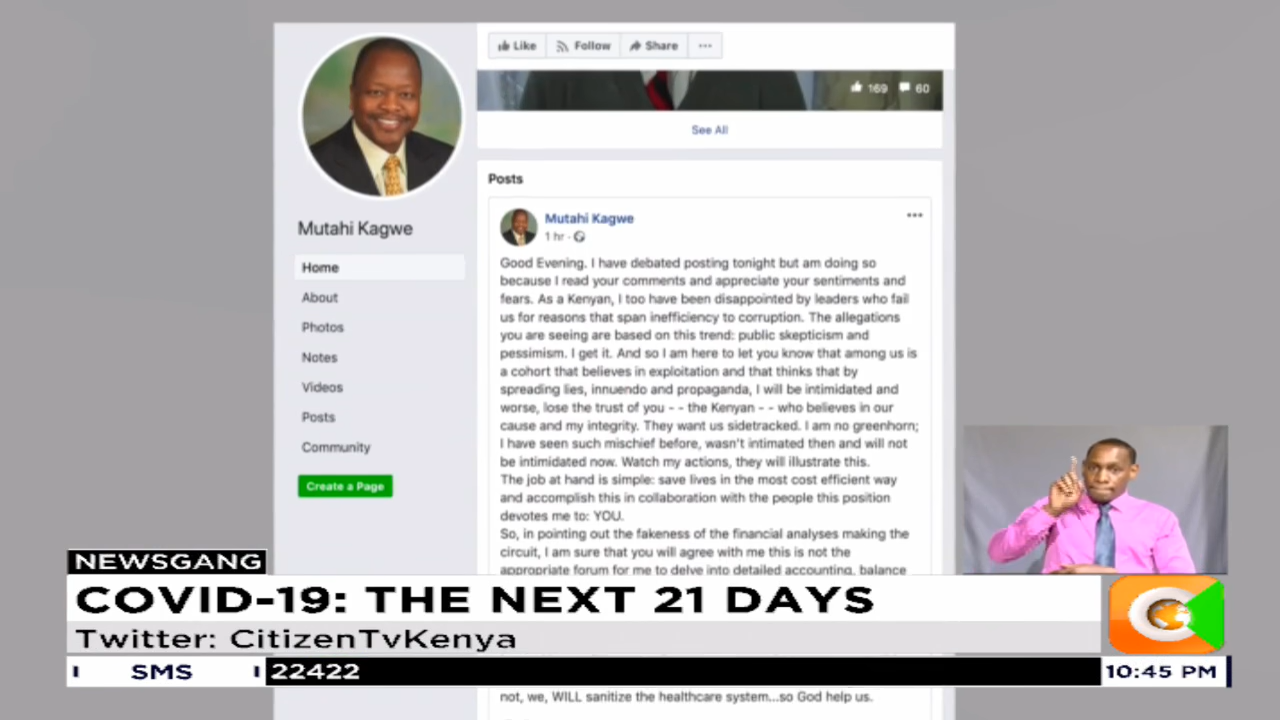 Like
Follow
Share
169
60
See All
Posts
Mutahi Kagwe
Home
About
Photos
Notes
Videos
Posts
Community
Create a Page
Mutahi Kagwe
1 hr
Good Evening. I have debated posting tonight but am doing so
because I read your comments and appreciate your sentiments and
fears. As a Kenyan, I too have been disappointed by leaders who fail
us for reasons that span inefficiency to corruption. The allegations
you are seeing are based on this trend: public skepticism and
pessimism. I get it. And so I am here to let you know that among us is
a cohort that believes in exploitation and that thinks that by
spreading lies, innuendo and propaganda, I will be intimidated and
worse, lose the trust of you - - the Kenyan - - who believes in our
cause and my integrity. They want us sidetracked. I am no greenhorn;
I have seen such mischief before, wasn't intimated then and will not
be intimidated now. Watch my actions, they will illustrate this.
The job at hand is simple: save lives in the most cost efficient way
and accomplish this in collaboration with the people this position
devotes me to: YOU.
So, in pointing out the fakeness of the financial analyses making the
circuit, I am sure that you will agree with me this is not the
appropriate forum for me to delve into detailed accounting, balance
NEWSGANG
COVID-19: THE NEXT 21 DAYS
Twitter: CitizenTvKenya
SMS
22422
10:45 PM
not, we, WILL sanitize the healthcare system...so God help us.